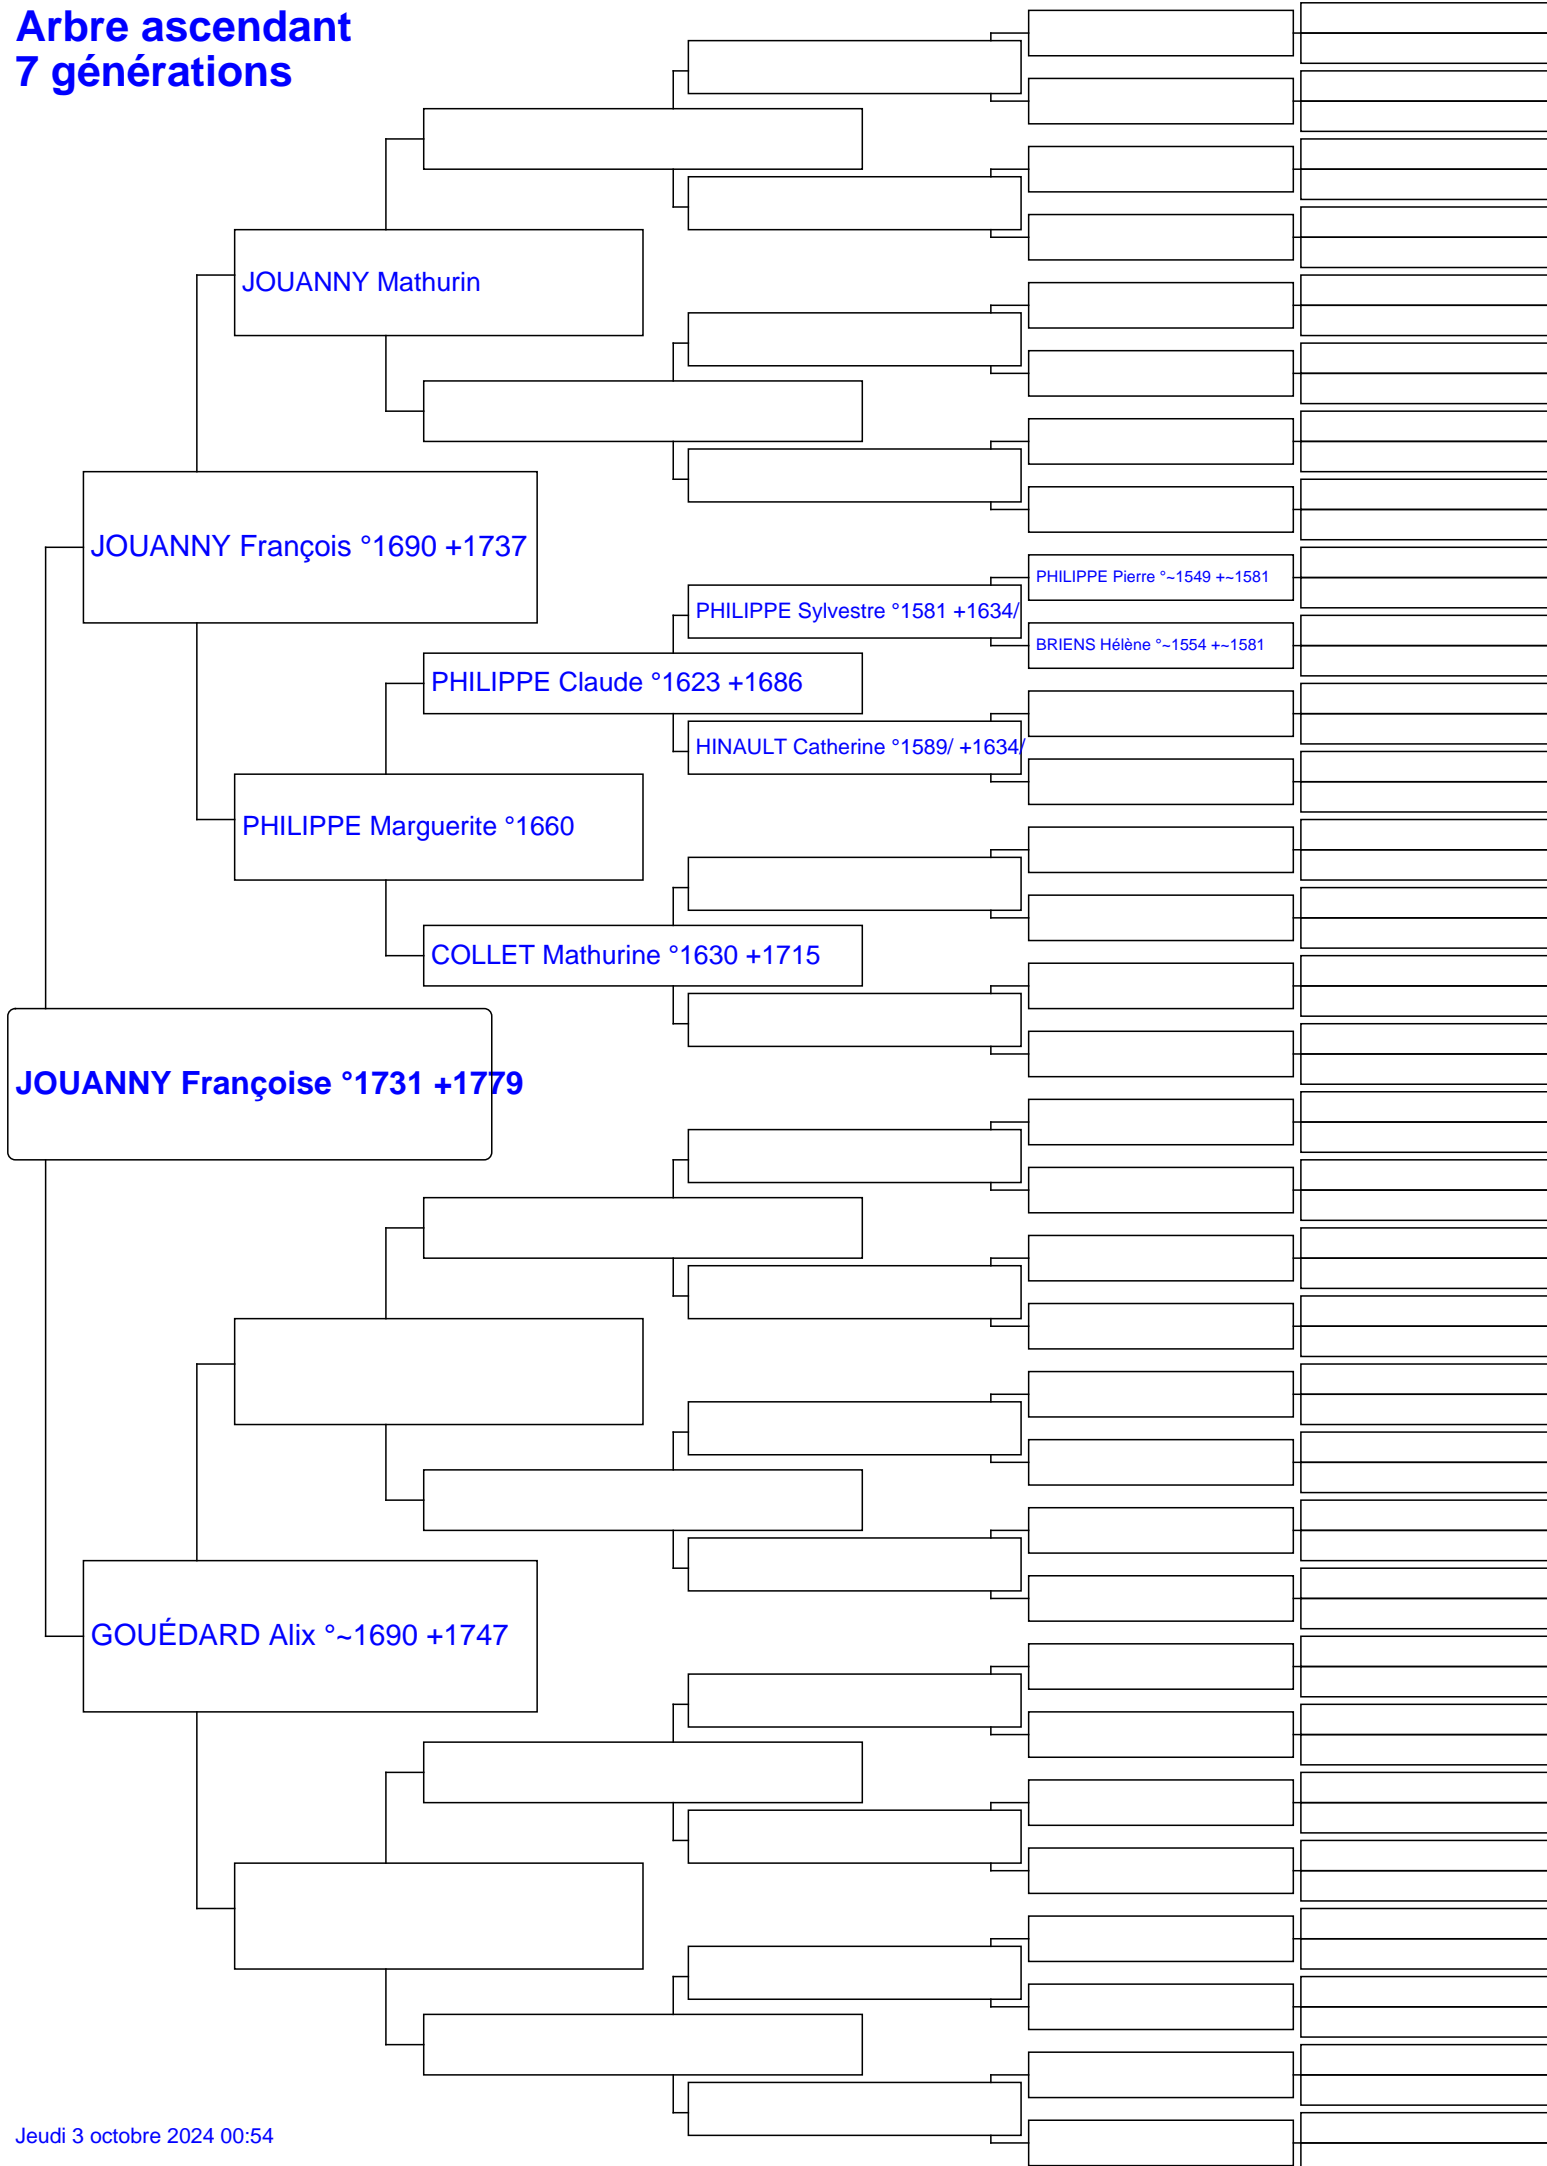 Arbre ascendant
7 générations
JOUANNY Mathurin
JOUANNY François °1690 +1737
PHILIPPE Pierre °~1549 +~1581
PHILIPPE Sylvestre °1581 +1634/
BRIENS Hélène °~1554 +~1581
PHILIPPE Claude °1623 +1686
HINAULT Catherine °1589/ +1634/
PHILIPPE Marguerite °1660
COLLET Mathurine °1630 +1715
JOUANNY Françoise °1731 +1779
GOUÉDARD Alix °~1690 +1747
Jeudi 3 octobre 2024 00:54